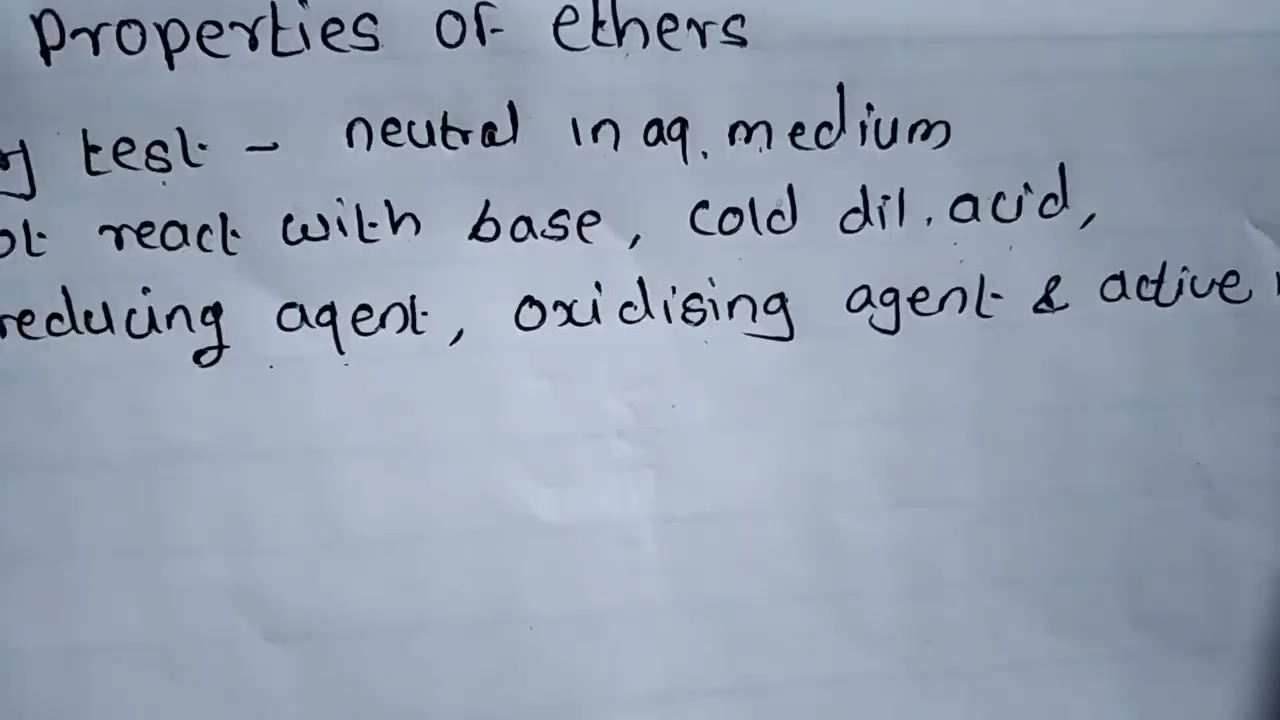 Properties of ethers
test - neutral in aq. medium
react with base, cold dil. acid,
reducing agent, oxidising agent & active